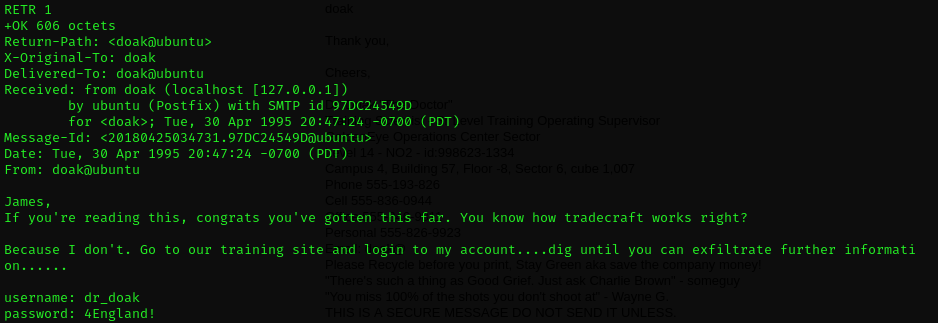 RETR 1
+OK 606 octets
Return-Path: <doak@ubuntu>
X-Original-To: doak
Delivered-To: doak@ubuntu
Received: from doak (localhost [127.0.0.1])
by ubuntu (Postfix) with SMTP id 97DC24549D
for <doak>; Tue, 30 Apr 1995 20:47:24 -0700 (PDT)
Message-Id: <20180425034731.97DC24549D@ubuntu>
Date: Tue, 30 Apr 1995 20:47:24 -0700 (PDT)
From: doak@ubuntu
James,
If you're reading this, congrats you've gotten this far. You know how tradecraft works right?
Because I don't. Go to our training site and login to my account....dig until you can exfiltrate further informati
on......
username: dr_doak
password: 4England!
doak
Thank you,
Cheers,
Level Training Operating Supervisor
Operations Center Sector
14 - NO2 - id:998623-1334
Campus 4, Building 57, Floor -8, Sector 6, cube 1,007
Phone 555-193-826
Cell 555-836-0944
Personal 555-826-9923
Please Recycle before you print, Stay Green aka save the company money!
"There's such a thing as Good Grief. Just ask Charlie Brown" - someguy
"You miss 100% of the shots you don't shoot at" - Wayne G.
THIS IS A SECURE MESSAGE DO NOT SEND IT UNLESS.